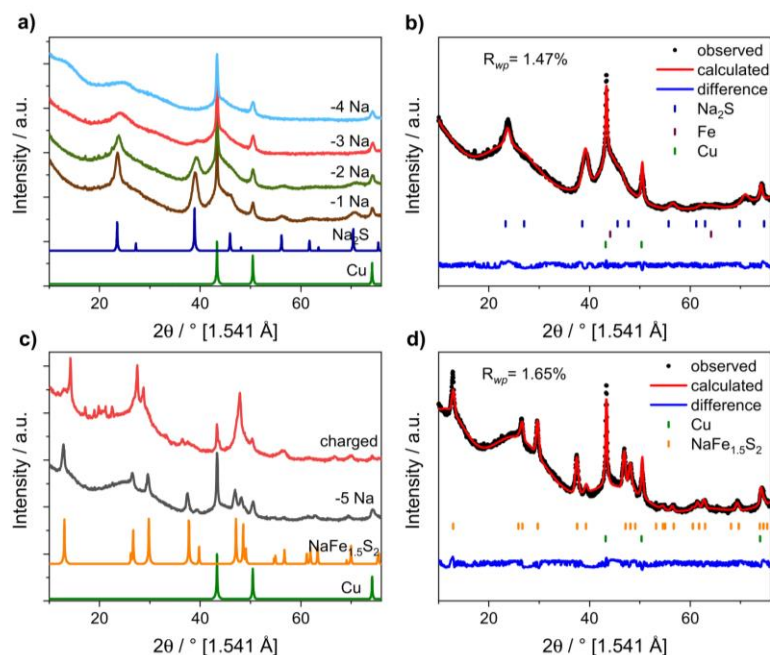 a)
Intensity / a.u.
-4 Na
-3 Na
-2 Na
-1 Na
Na₂S
Cu
20 40 60
2θ / ° [1.541 Å]
b)
Intensity / a.u.
R_wp = 1.47%
observed
calculated
difference
Na₂S
Fe
Cu
20 40 60
2θ / ° [1.541 Å]
c)
Intensity / a.u.
charged
-5 Na
NaFe₁.₅S₂
Cu
20 40 60
2θ / ° [1.541 Å]
d)
Intensity / a.u.
R_wp = 1.65%
observed
calculated
difference
Cu
NaFe₁.₅S₂
20 40 60
2θ / ° [1.541 Å]